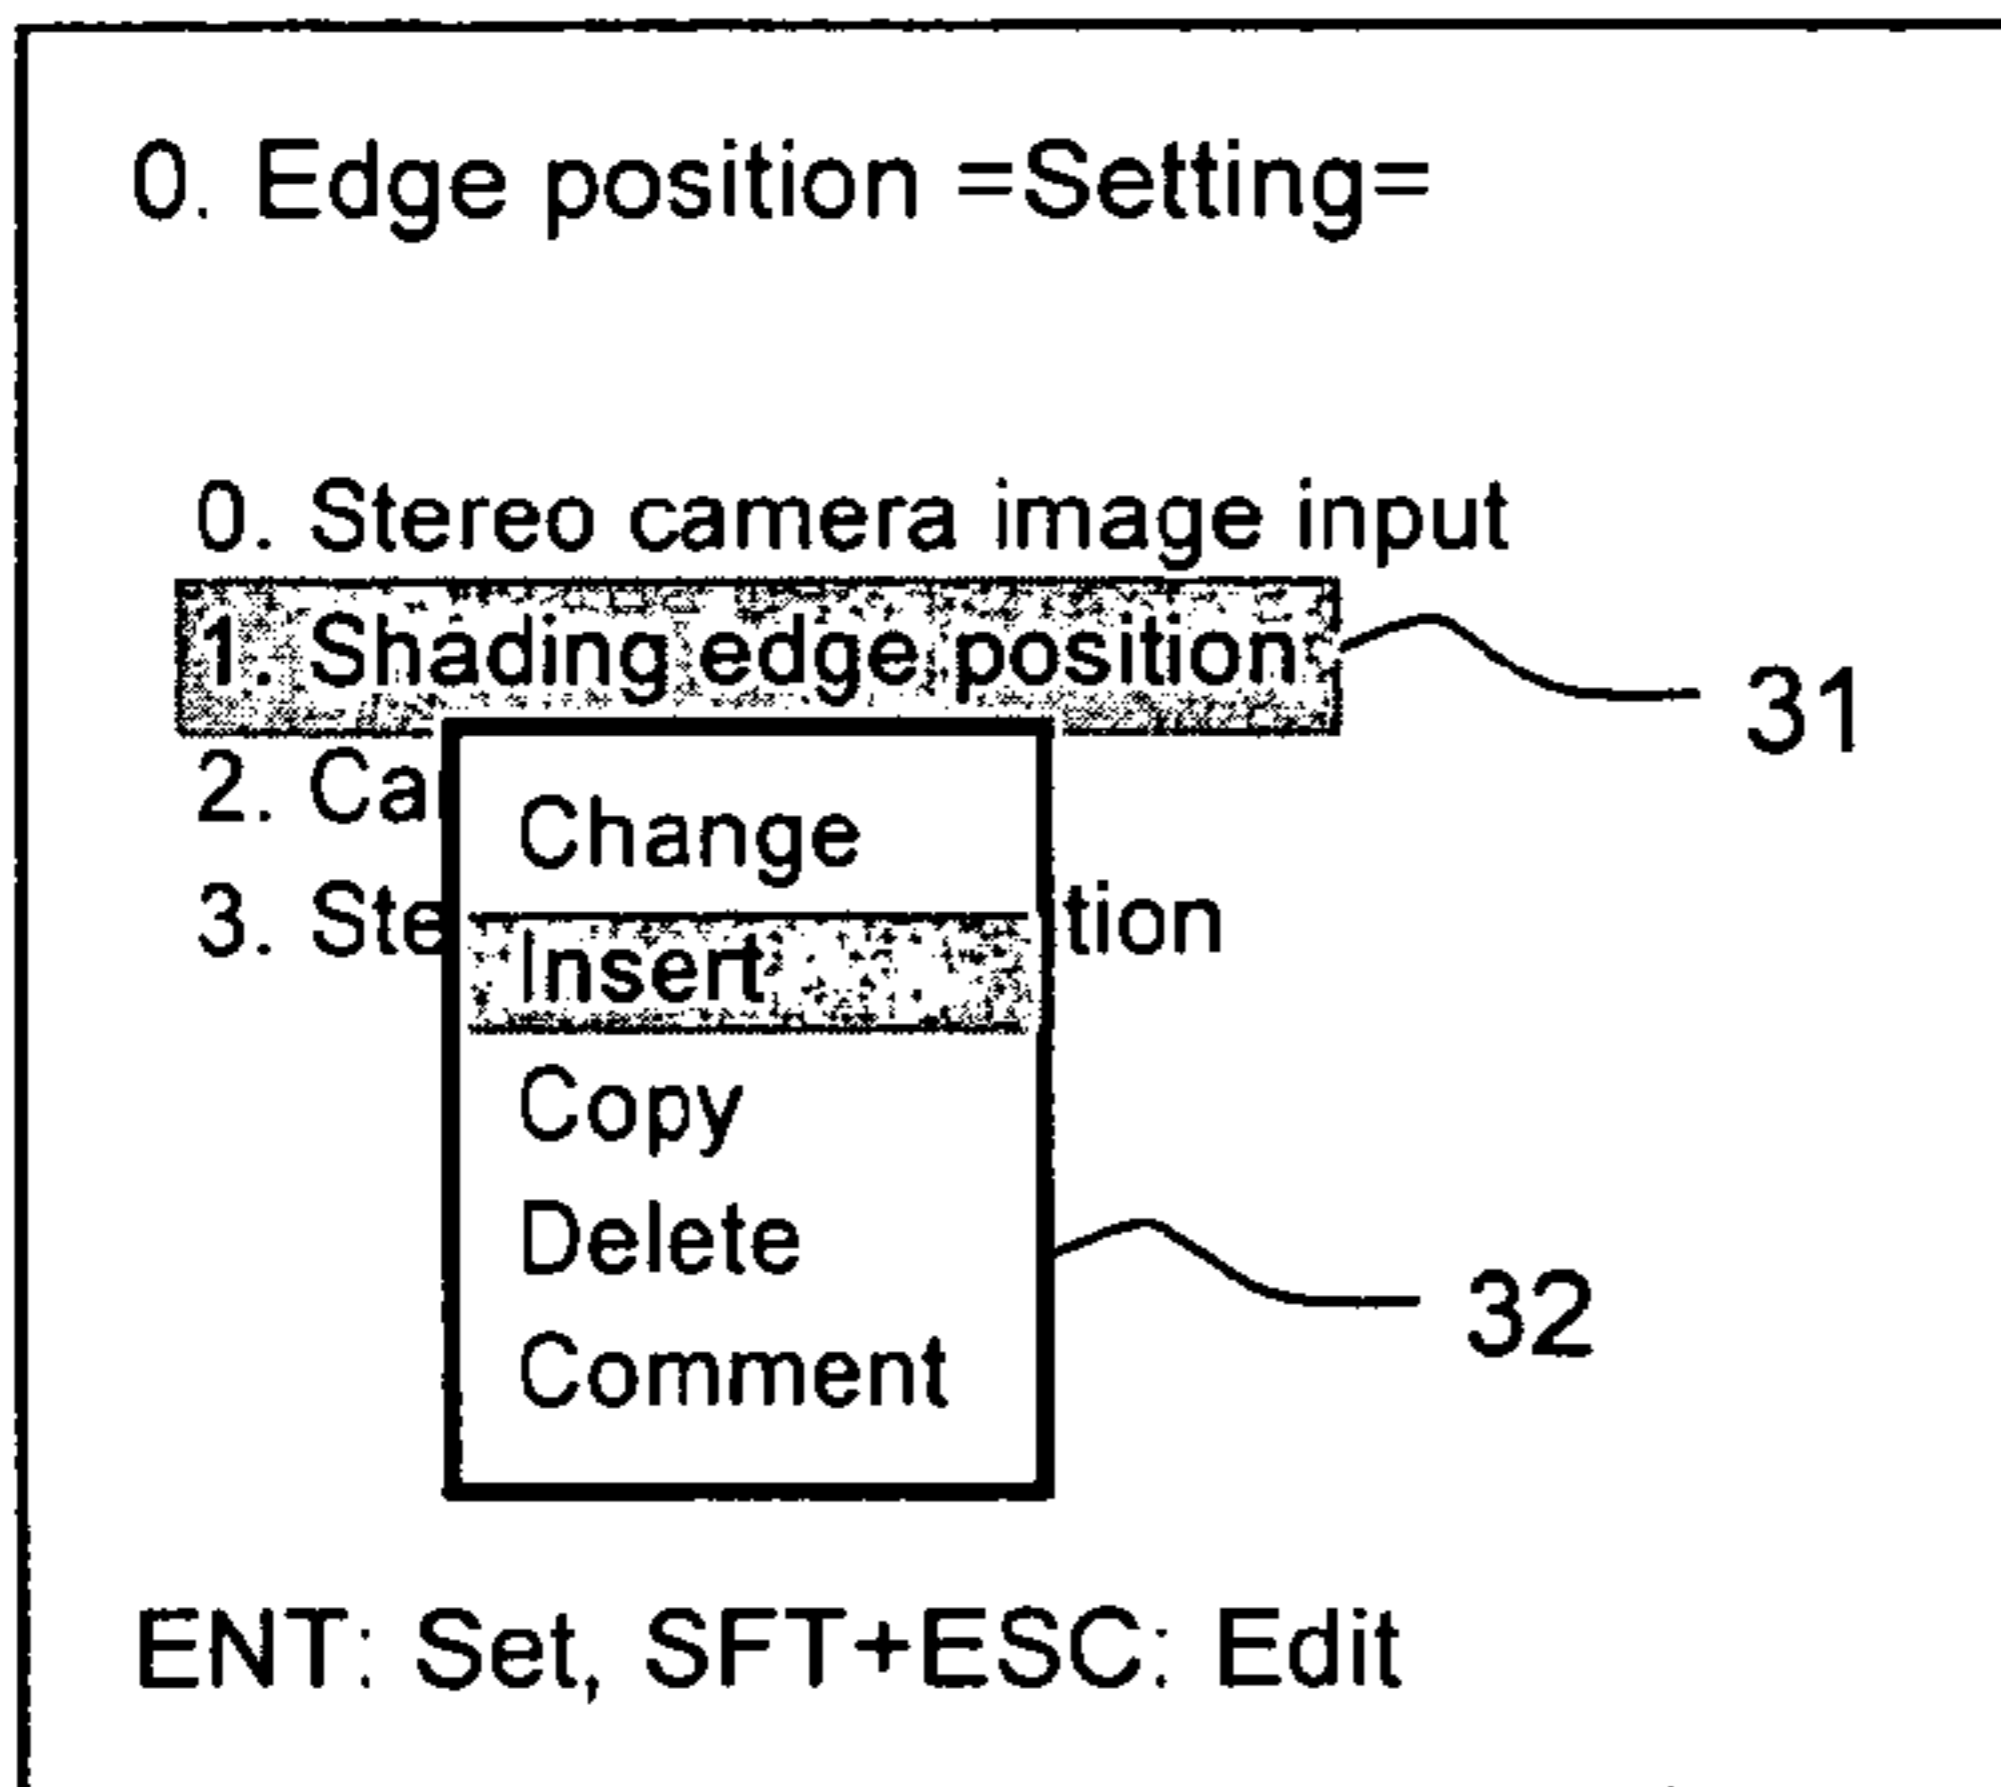 0. Edge position =Setting=
0. Stereo camera image input
1. Shading edge position
31
2. Ca
Change
3. Ste tion
Insert
Copy
Delete
32
Comment
ENT: Set, SFT+ESC: Edit